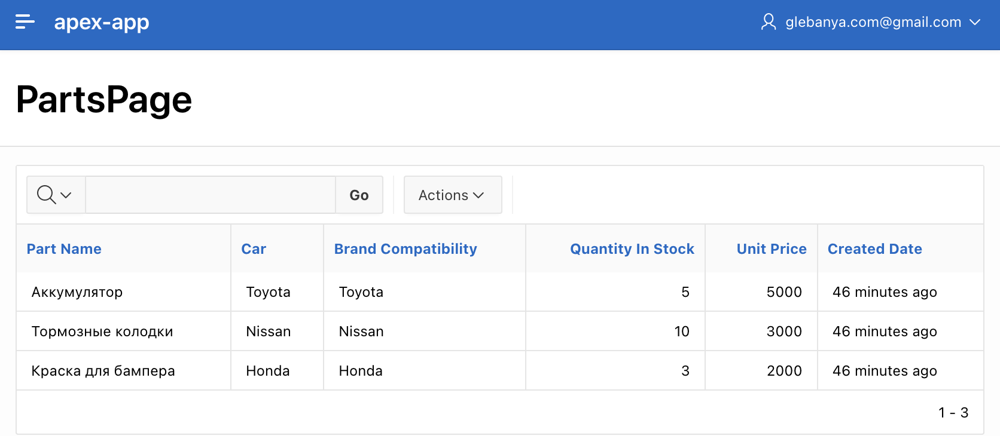 apex-app glebanya.com@gmail.com
PartsPage
Go Actions
Part Name Car Brand Compatibility Quantity In Stock Unit Price Created Date
Аккумулятор Toyota Toyota 5 5000 46 minutes ago
Тормозные колодки Nissan Nissan 10 3000 46 minutes ago
Краска для бампера Honda Honda 3 2000 46 minutes ago
1 - 3